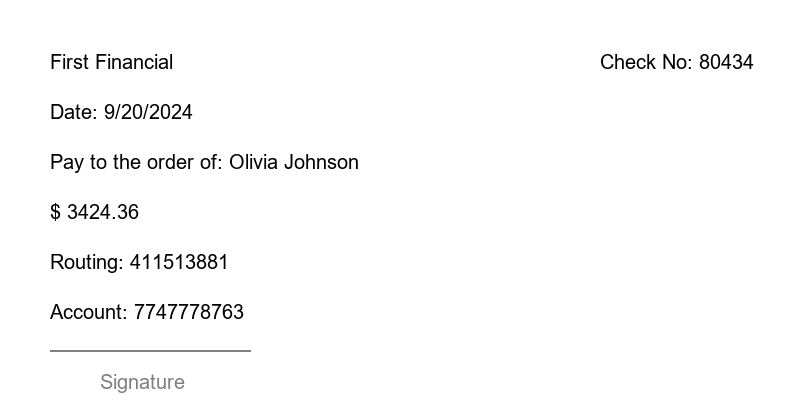 First Financial
Check No: 80434
Date: 9/20/2024
Pay to the order of: Olivia Johnson
$ 3424.36
Routing: 411513881
Account: 7747778763
Signature